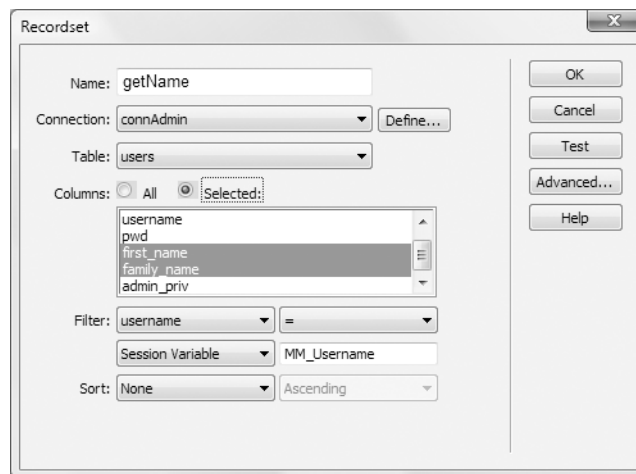 Recordset
Name: getName
Connection: connAdmin Define...
Table: users
Columns: All Selected:
username
pwd
first_name
family_name
admin_priv
Filter: username =
Session Variable MM_Username
Sort: None Ascending
OK
Cancel
Test
Advanced...
Help